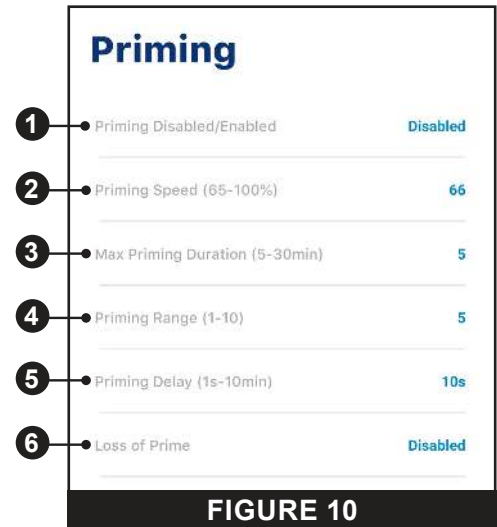 Priming
1 Priming Disabled/Enabled Disabled
2 Priming Speed (65-100%) 66
3 Max Priming Duration (5-30min) 5
4 Priming Range (1-10) 5
5 Priming Delay (1s-10min) 10s
6 Loss of Prime Disabled
FIGURE 10